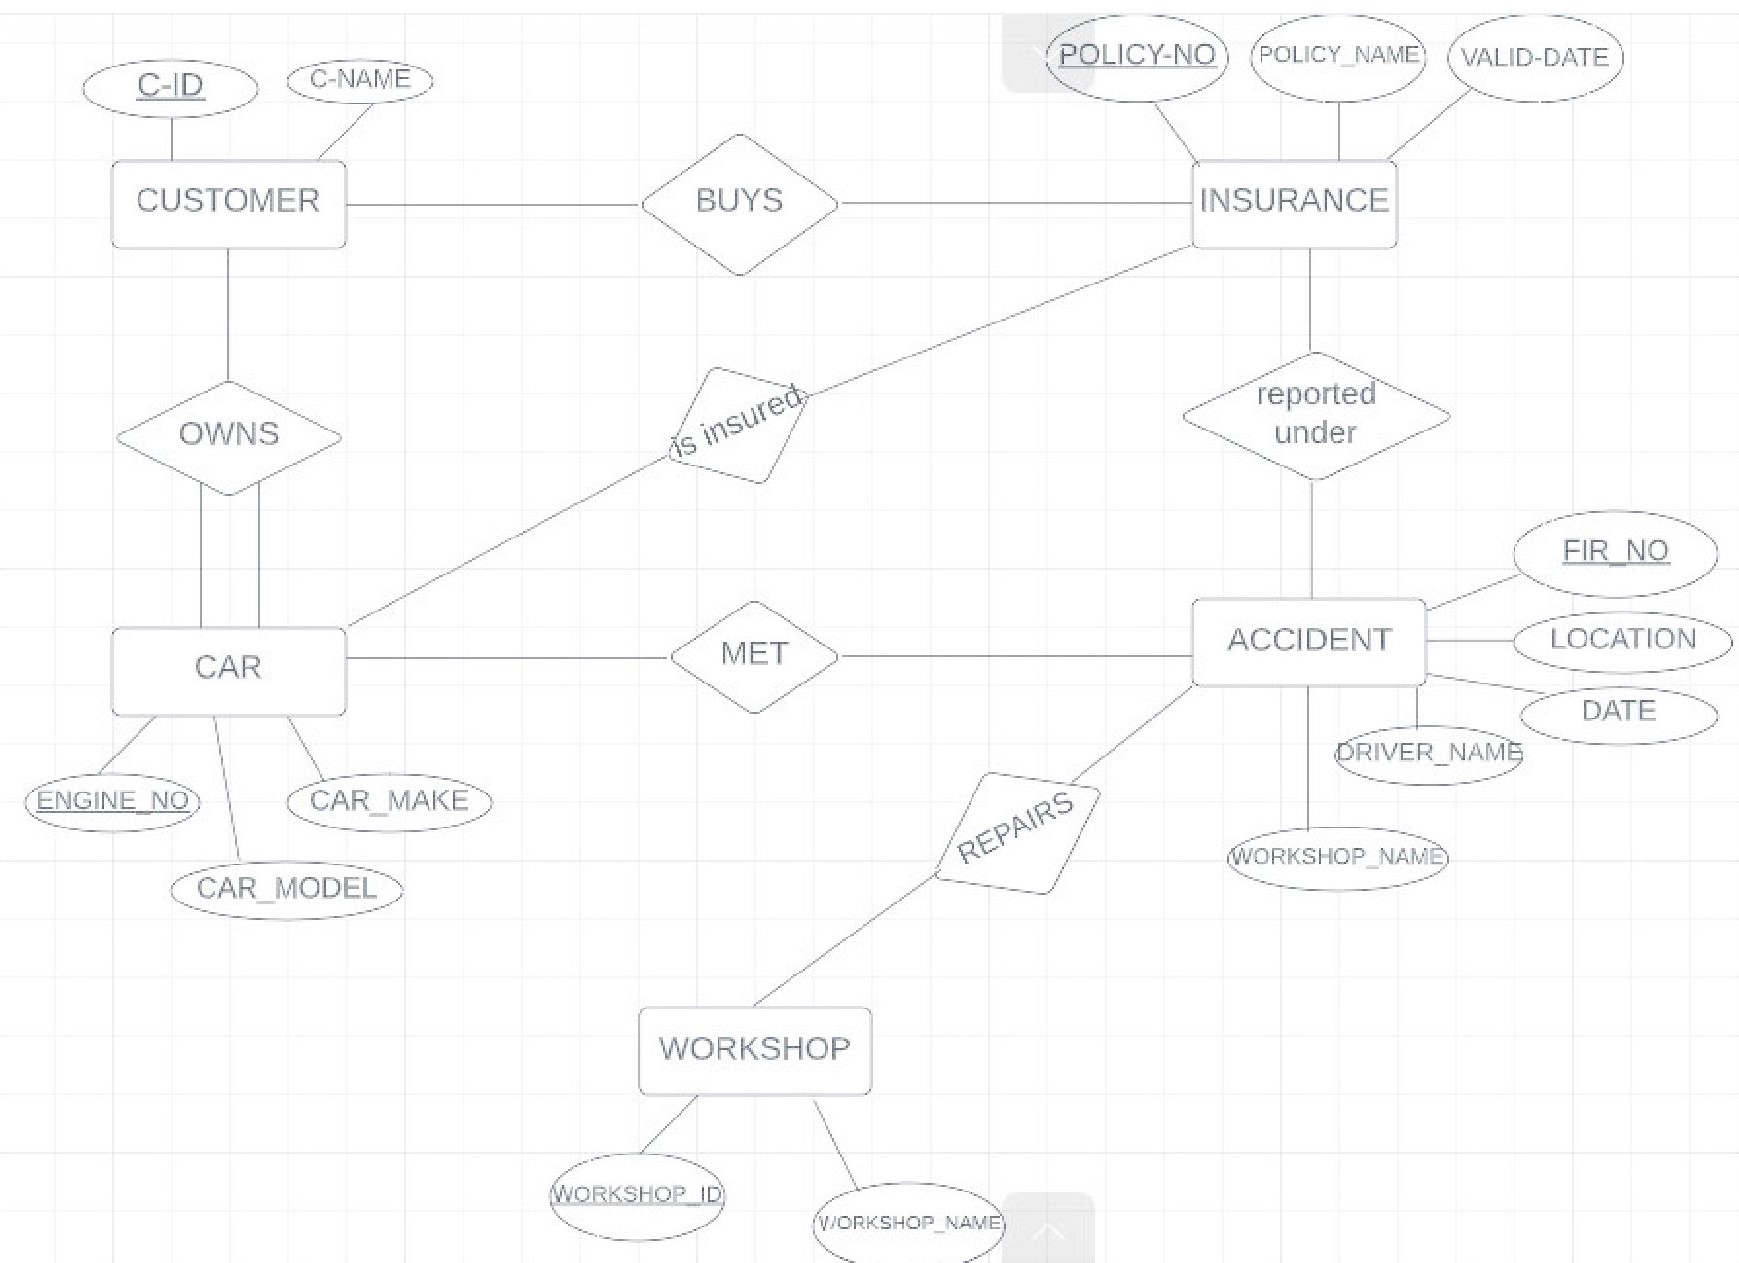 POLICY-NO
POLICY_NAME
VALID-DATE
C-ID
C-NAME
CUSTOMER
BUYS
INSURANCE
is insured
reported
under
OWNS
FIR_NO
CAR
MET
ACCIDENT
LOCATION
DATE
DRIVER_NAME
ENGINE_NO
CAR_MAKE
REPAIRS
WORKSHOP_NAME
CAR_MODEL
WORKSHOP
WORKSHOP_ID
WORKSHOP_NAME